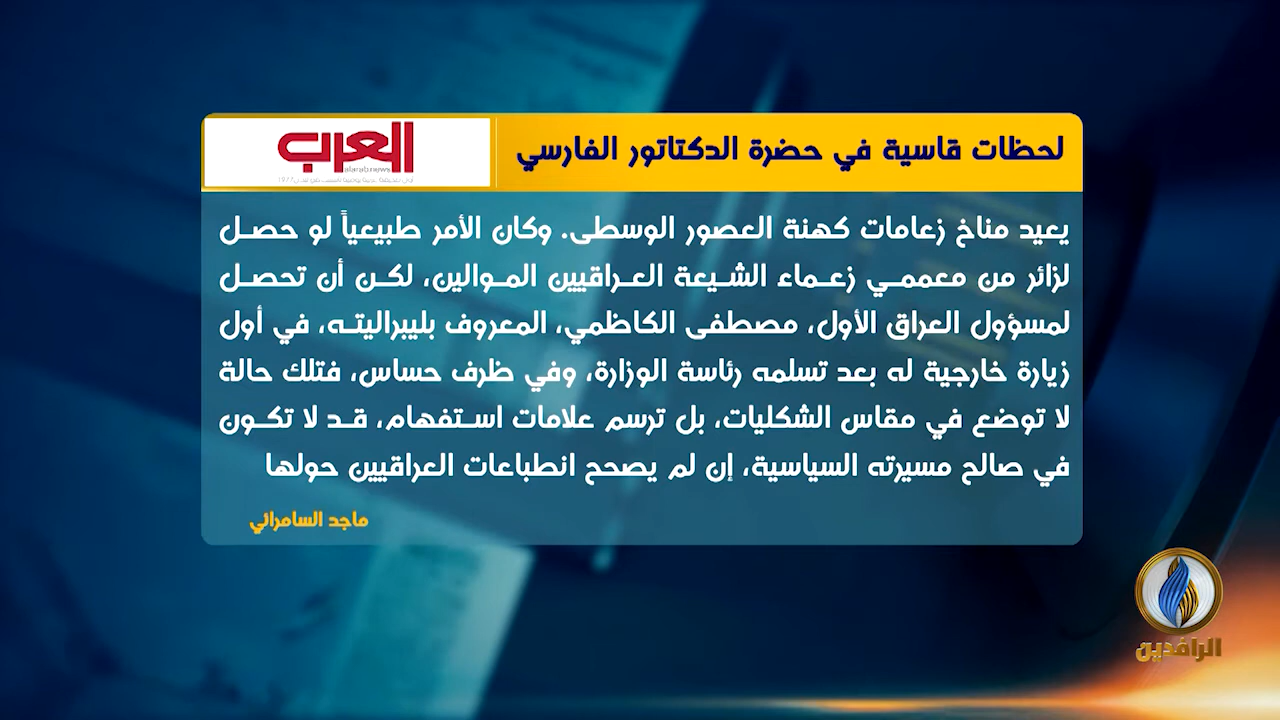 لحظات قاسية في حضرة الدكتاتور الفارسي
العرب
alarabnews
يعيد مناخ زعامات كهنة العصور الوسطى. وكان الأمر طبيعياً لو حصل
لزائر من معممي زعماء الشيعة العراقيين الموالين، لكن أن تحصل
لمسؤول العراق الأول، مصطفى الكاظمي، المعروف بليبراليته، في أول
زيارة خارجية له بعد تسلمه رئاسة الوزارة، وفي ظرف حساس، فتلك حالة
لا توضع في مقاس الشكليات، بل ترسم علامات استفهام، قد لا تكون
في صالح مسيرته السياسية، إن لم يصحح انطباعات العراقيين حولها
ماجد السامرائي
الرافدين